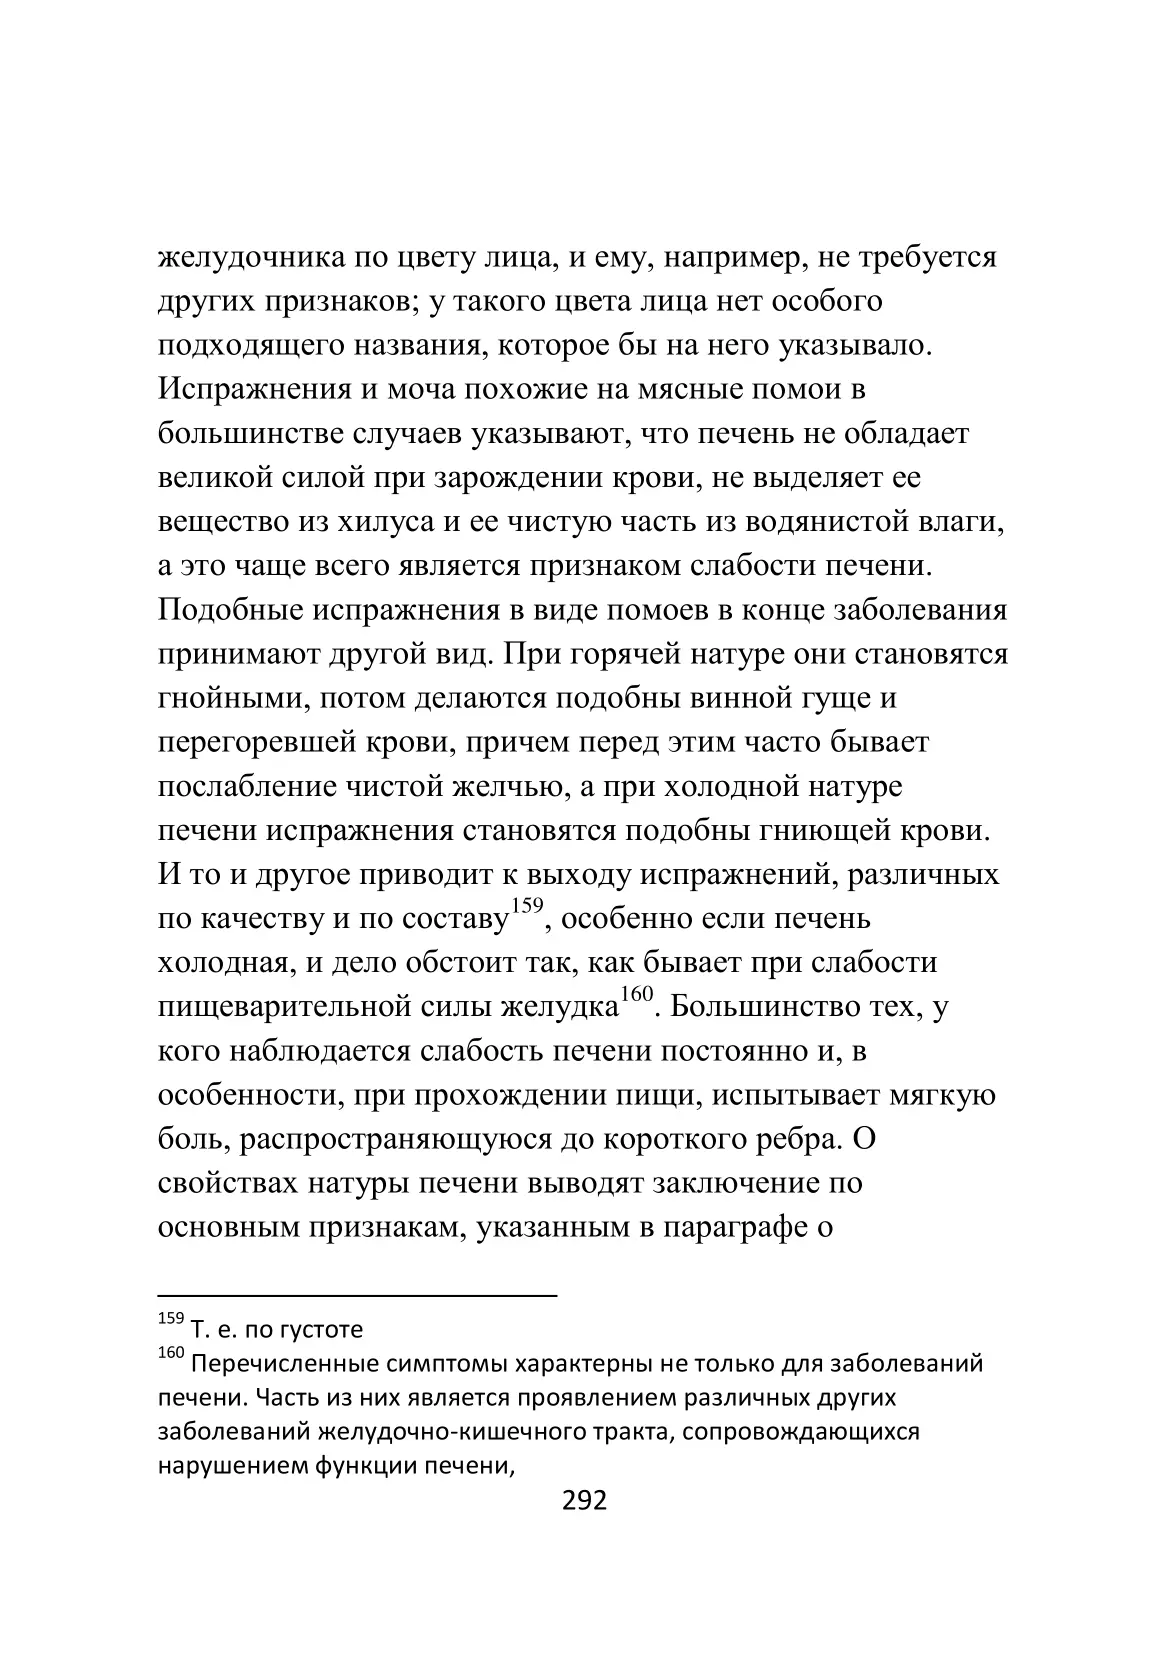 желудочника по цвету лица, и ему, например, не требуется
других признаков; у такого цвета лица нет особого
подходящего названия, которое бы на него указывало.
Испражнения и моча похожие на мясные помои в
большинстве случаев указывают, что печень не обладает
великой силой при зарождении крови, не выделяет ее
вещество из хилуса и ее чистую часть из водянистой влаги,
а это чаще всего является признаком слабости печени.
Подобные испражнения в виде помоев в конце заболевания
принимают другой вид. При горячей натуре они становятся
гнойными, потом делаются подобны винной гуще и
перегоревшей крови, причем перед этим часто бывает
послабление чистой желчью, а при холодной натуре
печени испражнения становятся подобны гниющей крови.
И то и другое приводит к выходу испражнений, различных
по качеству и по составу159, особенно если печень
холодная, и дело обстоит так, как бывает при слабости
пищеварительной силы желудка160. Большинство тех, у
кого наблюдается слабость печени постоянно и, в
особенности, при прохождении пищи, испытывает мягкую
боль, распространяющуюся до короткого ребра. О
свойствах натуры печени выводят заключение по
основным признакам, указанным в параграфе о
159 Т. е. по густоте
160 Перечисленные симптомы характерны не только для заболеваний
печени. Часть из них является проявлением различных других
заболеваний желудочно-кишечного тракта, сопровождающихся
нарушением функции печени,
292